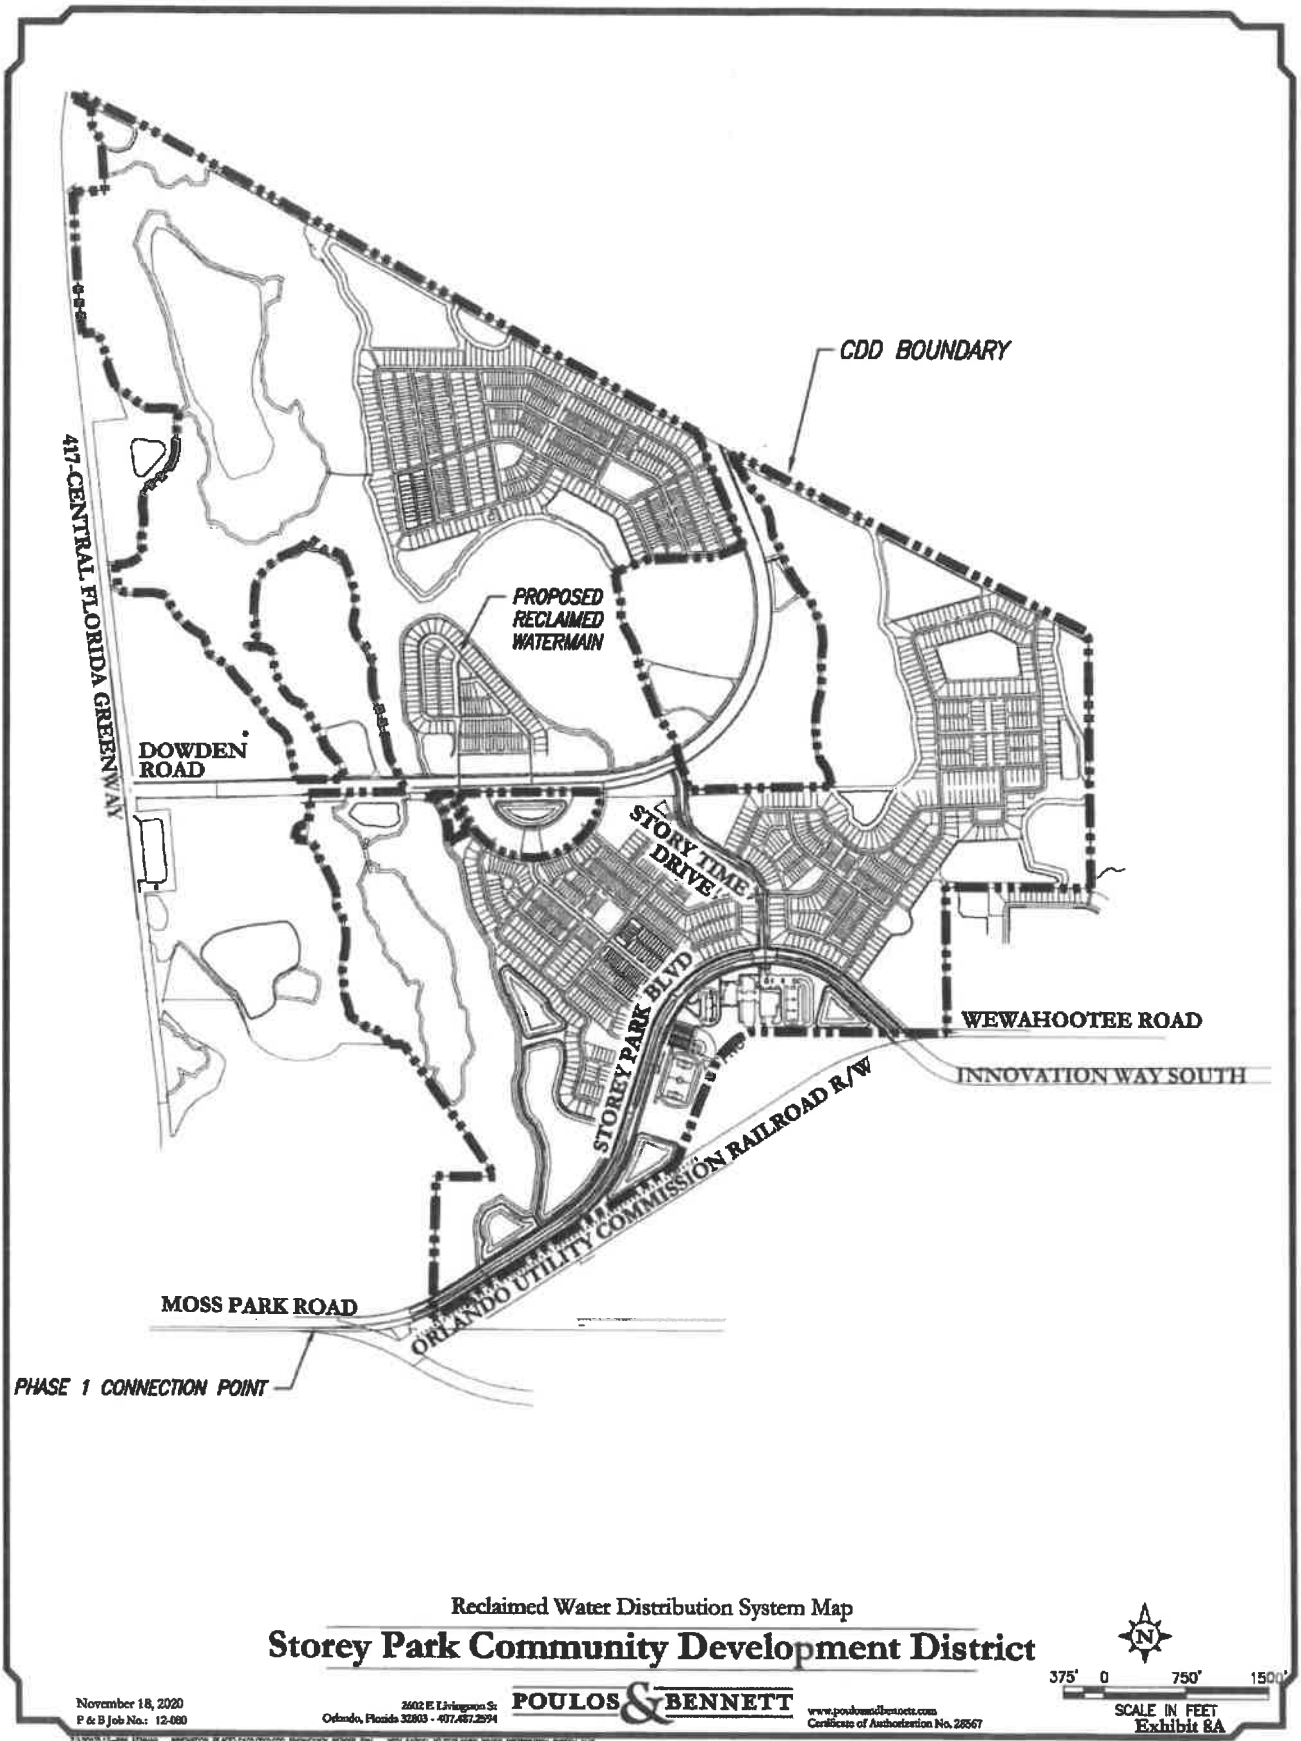 CDD BOUNDARY
417-CENTRAL FLORIDA GREENWAY
PROPOSED
RECLAIMED
WATERMAIN
DOWDEN
ROAD
STORY TIME
DRIVE
STOREY PARK BLVD
WEWAHOOTEE ROAD
INNOVATION WAY SOUTH
ORLANDO UTILITY COMMISSION RAILROAD R/W
MOSS PARK ROAD
PHASE 1 CONNECTION POINT
Reclaimed Water Distribution System Map
Storey Park Community Development District
N
375' 0 750' 1500'
SCALE IN FEET
Exhibit 8A
November 18, 2020
P & B Job No.: 12-080
2602 E Livingston St
Orlando, Florida 32803 - 407.487.2594
POULOS & BENNETT
www.poulosandbennett.com
Certificate of Authorization No. 28567